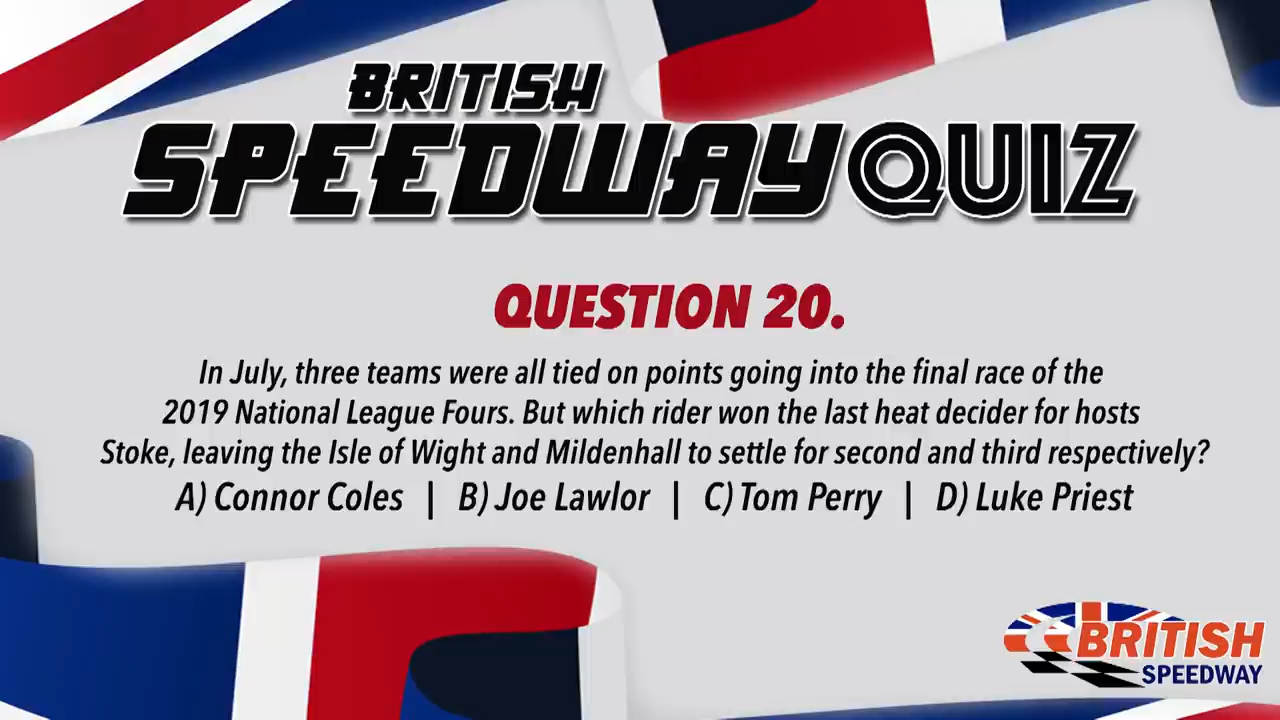 BRITISH
SPEEDWAY QUIZ
QUESTION 20.
In July, three teams were all tied on points going into the final race of the
2019 National League Fours. But which rider won the last heat decider for hosts
Stoke, leaving the Isle of Wight and Mildenhall to settle for second and third respectively?
A) Connor Coles | B) Joe Lawlor | C) Tom Perry | D) Luke Priest
BRITISH
SPEEDWAY